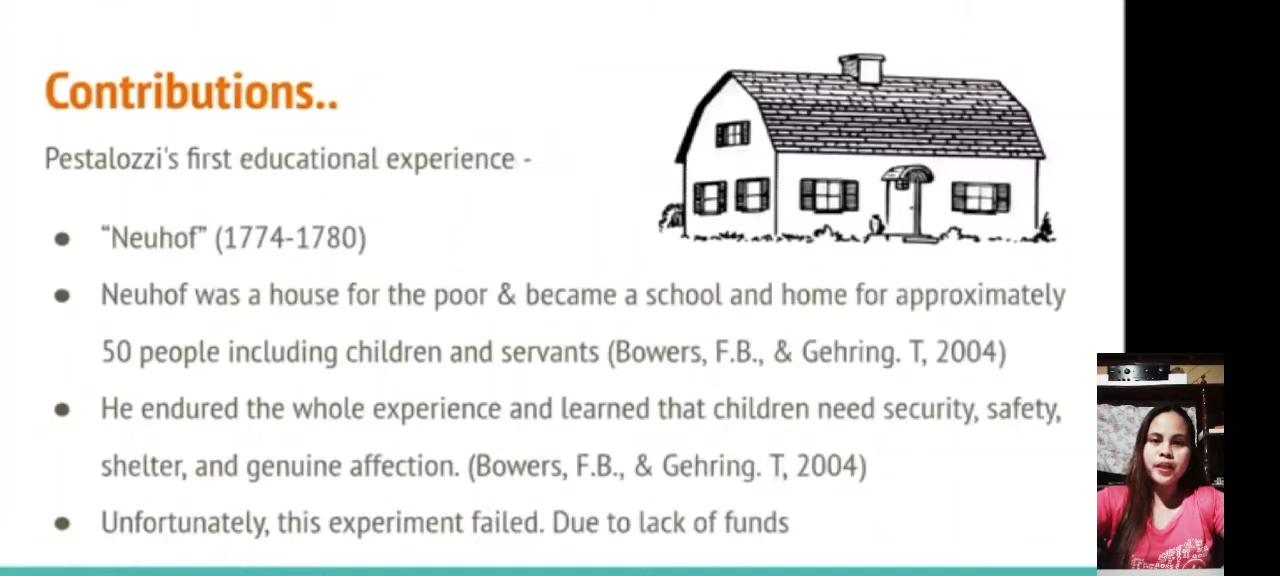 Contributions..
Pestalozzi's first educational experience -
● “Neuhof” (1774-1780)
● Neuhof was a house for the poor & became a school and home for approximately
50 people including children and servants (Bowers, F.B., & Gehring. T, 2004)
● He endured the whole experience and learned that children need security, safety,
shelter, and genuine affection. (Bowers, F.B., & Gehring. T, 2004)
● Unfortunately, this experiment failed. Due to lack of funds